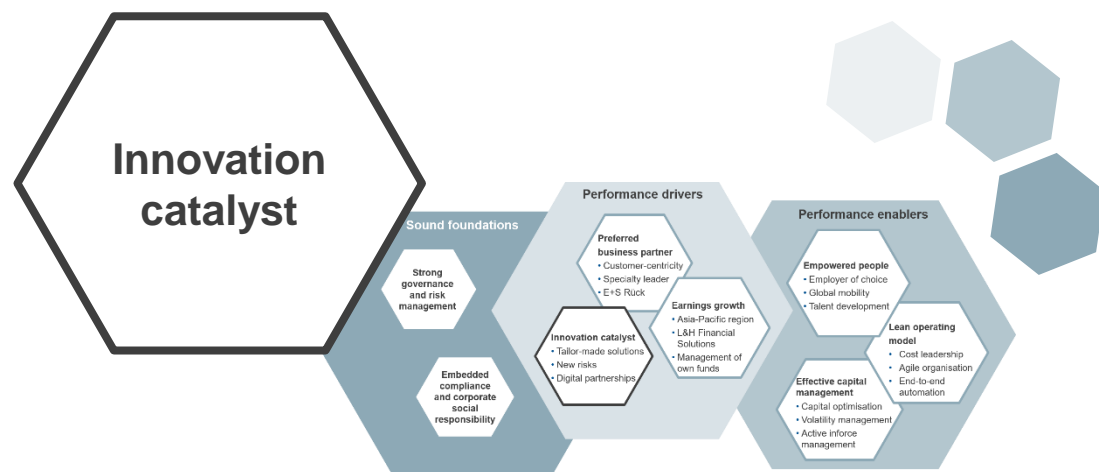 Innovation
catalyst
Sound foundations
Strong
governance
and risk
management
Embedded
compliance
and corporate
social
responsibility
Performance drivers
Preferred
business partner
• Customer-centricity
• Specialty leader
• E+S Rück
Earnings growth
• Asia-Pacific region
• L&H Financial
Solutions
• Management of
own funds
Innovation catalyst
• Tailor-made solutions
• New risks
• Digital partnerships
Performance enablers
Empowered people
• Employer of choice
• Global mobility
• Talent development
Lean operating
model
• Cost leadership
• Agile organisation
• End-to-end
automation
Effective capital
management
• Capital optimisation
• Volatility management
• Active inforce
management